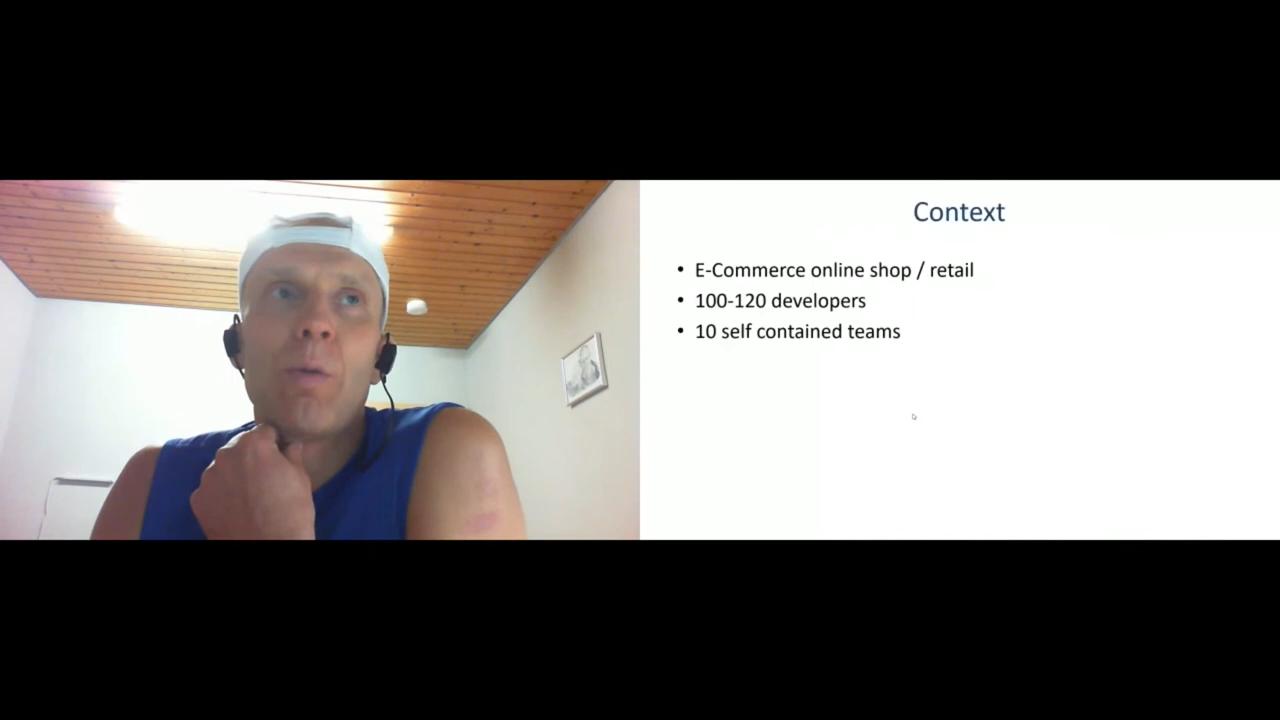 Context
• E-Commerce online shop / retail
• 100-120 developers
• 10 self contained teams